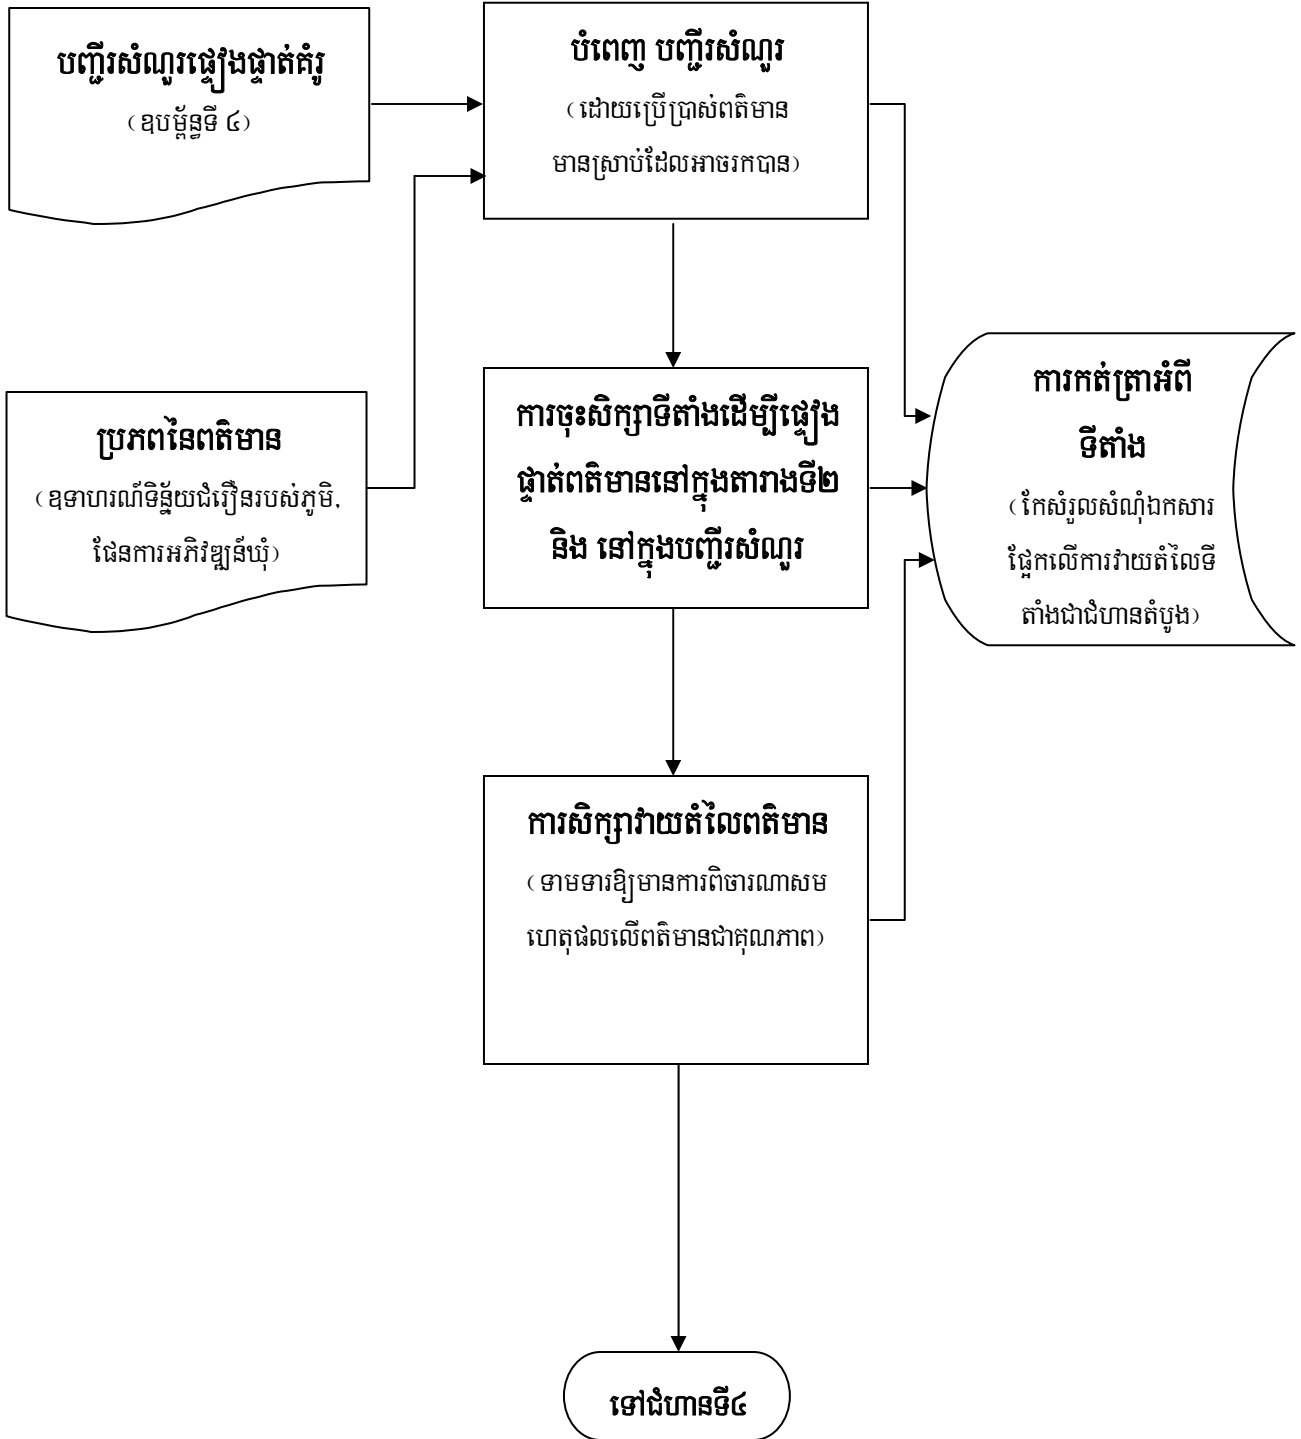 បញ្ជីរសំណួរផ្ទៀងផ្ទាត់គំរូ
(ឧបម្ព័ន្ធទី ៤)
បំពេញ បញ្ជីរសំណួរ
(ដោយប្រើប្រាស់ពត៌មាន
មានស្រាប់ដែលអាចរកបាន)
ប្រភពនៃពត៌មាន
(ឧទាហរណ៍ទិន្ន័យជំរឿនរបស់ភូមិ,
ផែនការអភិវឌ្ឍន៍ឃុំ)
ការចុះសិក្សាទីតាំងដើម្បីផ្ទៀង
ផ្ទាត់ពត៌មាននៅក្នុងតារាងទី២
និង នៅក្នុងបញ្ជីរសំណួរ
ការកត់ត្រាអំពី
ទីតាំង
(កែសំរួលសំណុំឯកសារ
ផ្អែកលើការវាយតំលៃទី
តាំងជាជំហានតំបូង)
ការសិក្សាវាយតំលៃពត៌មាន
(ទាមទារឱ្យមានការពិចារណាសម
ហេតុផលលើពត៌មានជាគុណភាព)
ទៅជំហានទី៤